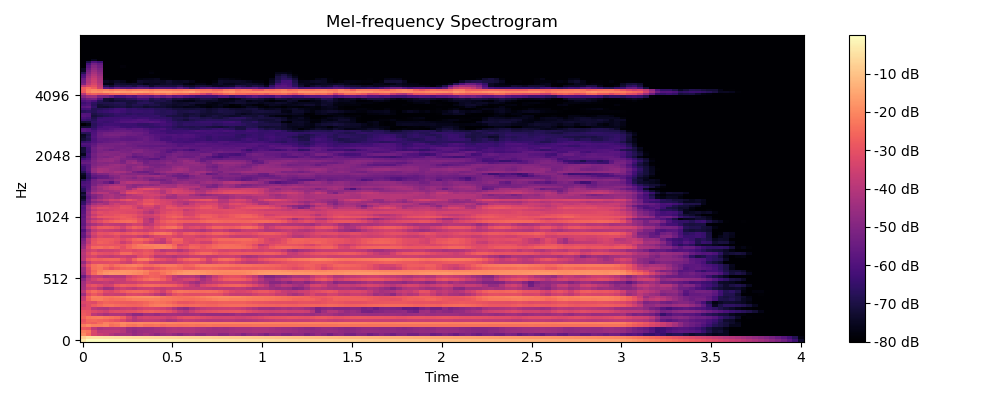 Mel-frequency Spectrogram
Hz
4096
2048
1024
512
0
0
0.5
1
1.5
2
2.5
3
3.5
4
Time
-10 dB
-20 dB
-30 dB
-40 dB
-50 dB
-60 dB
-70 dB
-80 dB